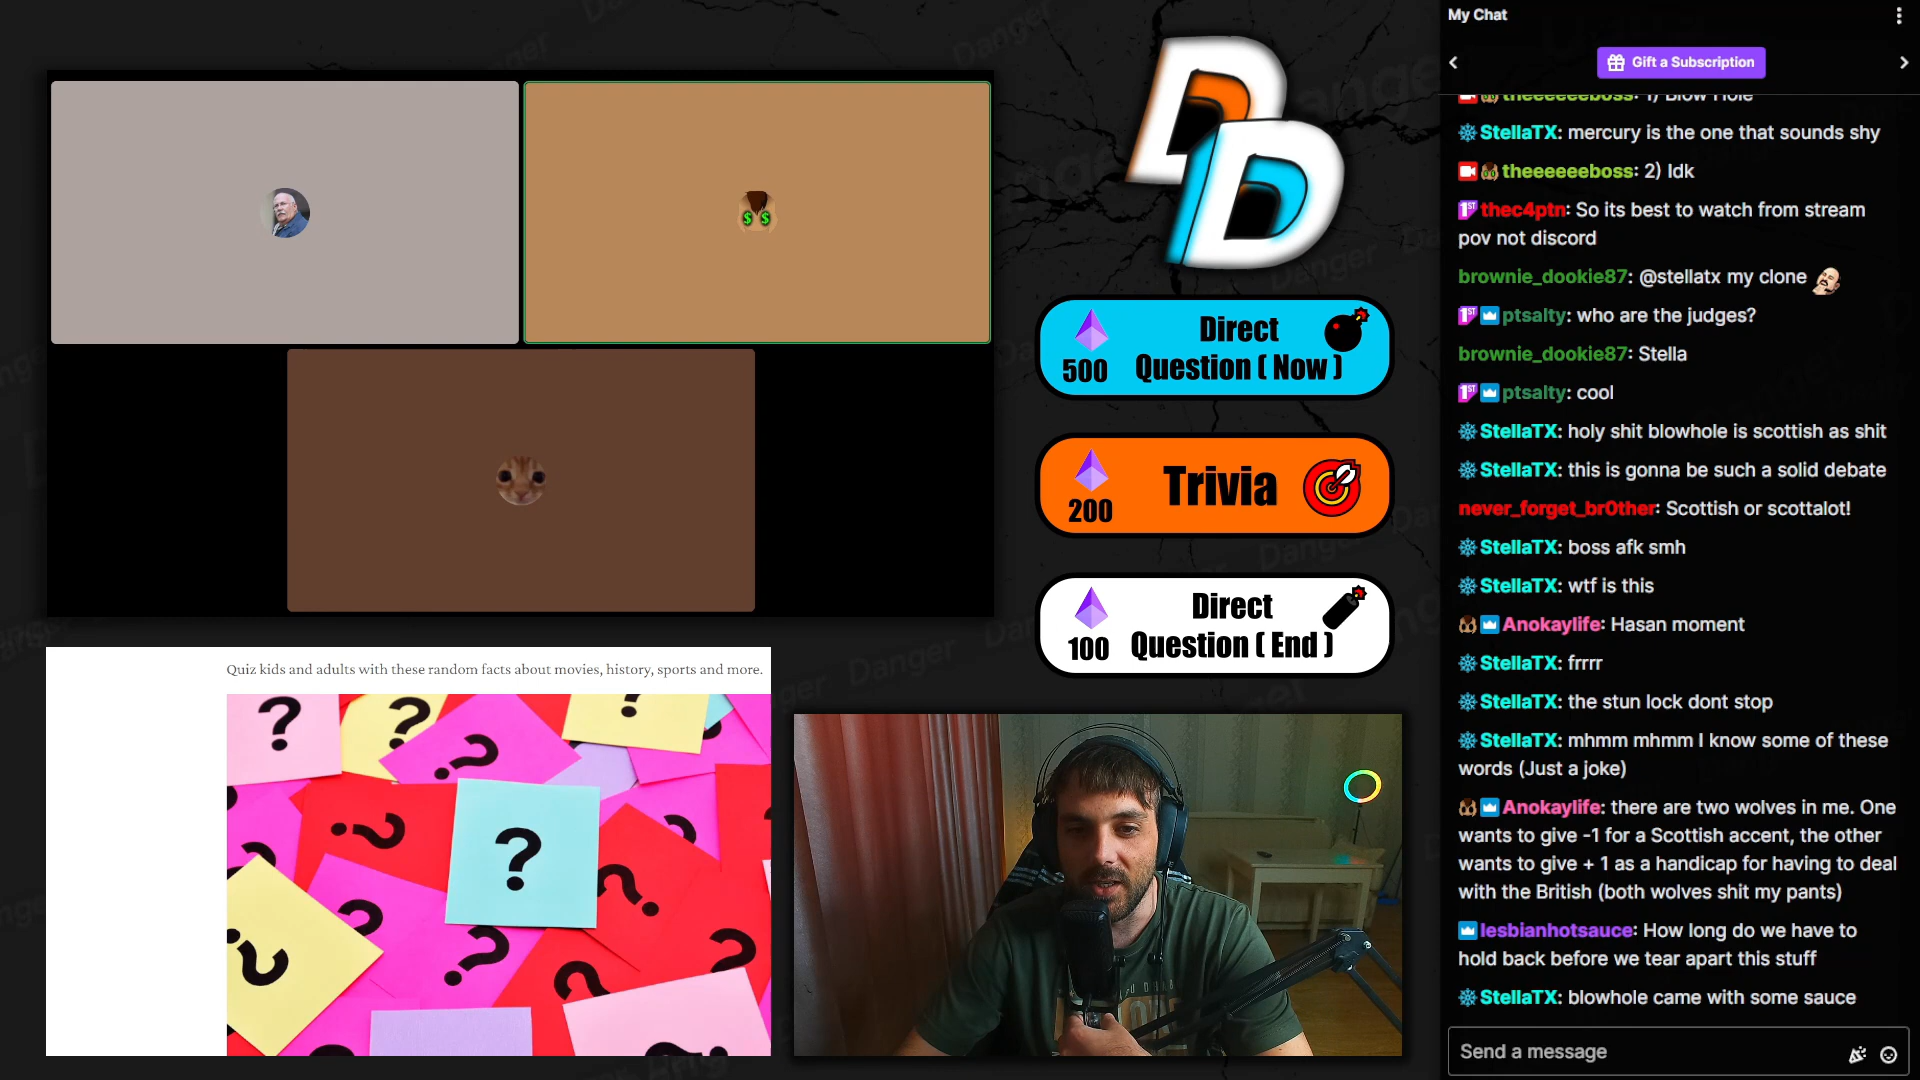 500
Direct
Question ( Now )
200
Trivia
100
Direct
Question ( End )
Quiz kids and adults with these random facts about movies, history, sports and more.
My Chat
Gift a Subscription
theeeeeeboss: 1) Blow Hole
StellaTX: mercury is the one that sounds shy
theeeeeeboss: 2) Idk
thec4ptn: So its best to watch from stream
pov not discord
brownie_dookie87: @stellatx my clone
ptsalty: who are the judges?
brownie_dookie87: Stella
ptsalty: cool
StellaTX: holy shit blowhole is scottish as shit
StellaTX: this is gonna be such a solid debate
never_forget_br0ther: Scottish or scottalot!
StellaTX: boss afk smh
StellaTX: wtf is this
Anokaylife: Hasan moment
StellaTX: frrrr
StellaTX: the stun lock dont stop
StellaTX: mhmm mhmm I know some of these
words (Just a joke)
Anokaylife: there are two wolves in me. One
wants to give -1 for a Scottish accent, the other
wants to give + 1 as a handicap for having to deal
with the British (both wolves shit my pants)
lesbianhotsauce: How long do we have to
hold back before we tear apart this stuff
StellaTX: blowhole came with some sauce
Send a message